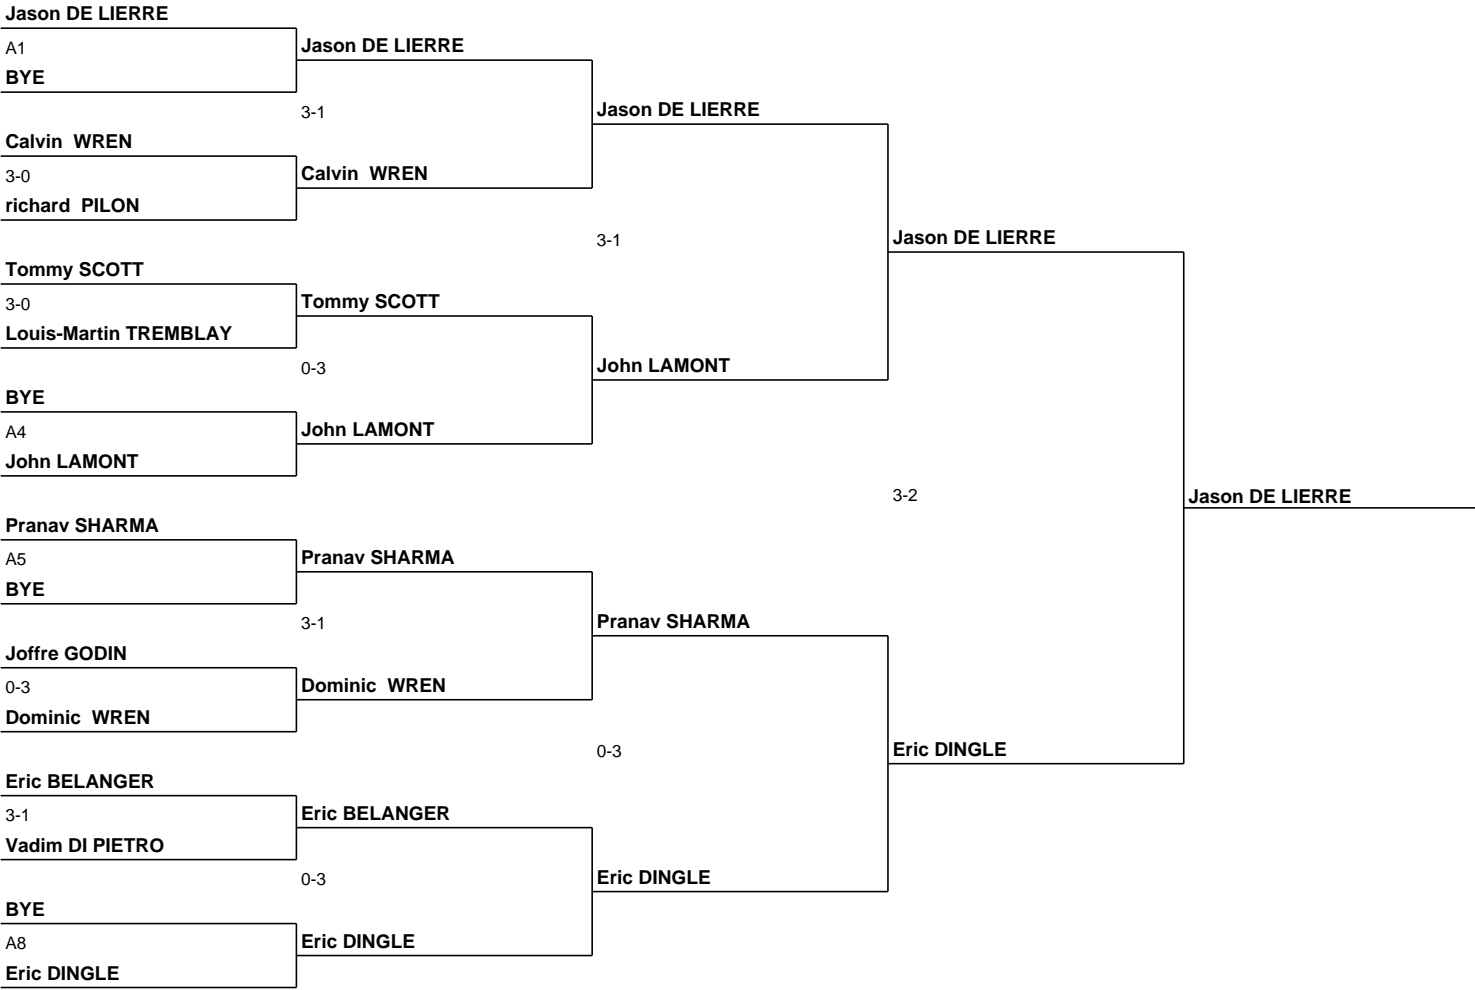 Jason DE LIERRE
A1
BYE
Calvin  WREN
3-0
richard  PILON
Tommy SCOTT
3-0
Louis-Martin TREMBLAY
BYE
A4
John LAMONT
Pranav SHARMA
A5
BYE
Joffre GODIN
0-3
Dominic  WREN
Eric BELANGER
3-1
Vadim DI PIETRO
BYE
A8
Eric DINGLE
Jason DE LIERRE
3-1
Calvin  WREN
Tommy SCOTT
0-3
John LAMONT
Pranav SHARMA
3-1
Dominic  WREN
Eric BELANGER
0-3
Eric DINGLE
Jason DE LIERRE
3-1
John LAMONT
Pranav SHARMA
0-3
Eric DINGLE
Jason DE LIERRE
3-2
Eric DINGLE
Jason DE LIERRE